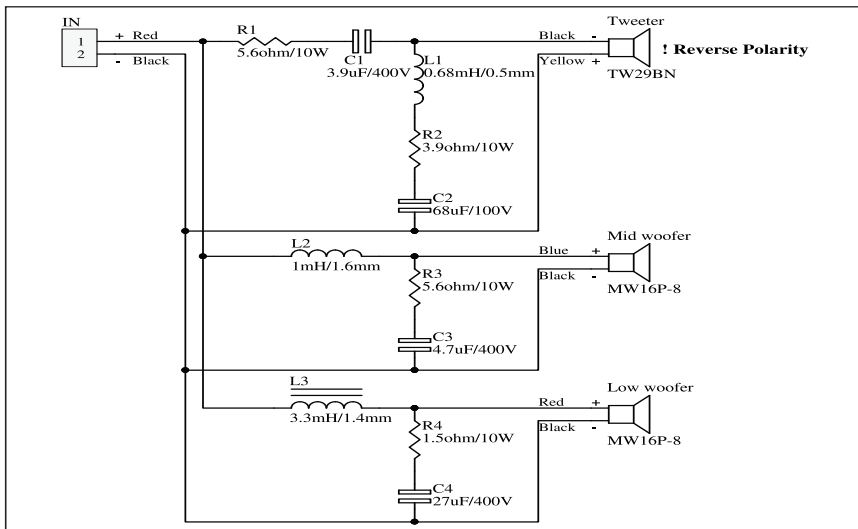 IN
1 + Red
2 - Black
R1
5.6ohm/10W
C1
3.9uF/400V
L1
0.68mH/0.5mm
Black -
Yellow +
Tweeter
TW29BN
! Reverse Polarity
R2
3.9ohm/10W
C2
68uF/100V
L2
1mH/1.6mm
R3
5.6ohm/10W
C3
4.7uF/400V
Blue +
Black -
Mid woofer
MW16P-8
L3
3.3mH/1.4mm
R4
1.5ohm/10W
C4
27uF/400V
Red +
Black -
Low woofer
MW16P-8